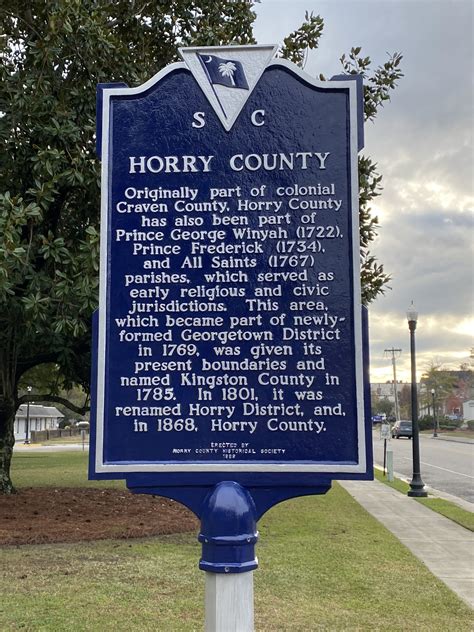 S C
HORRY COUNTY
Originally part of colonial
Craven County, Horry County
has also been part of
Prince George Winyah (1722),
Prince Frederick (1734),
and All Saints (1767)
parishes, which served as
early religious and civic
jurisdictions. This area,
which became part of newly-
formed Georgetown District
in 1769, was given its
present boundaries and
named Kingston County in
1785. In 1801, it was
renamed Horry District, and,
in 1868, Horry County.
ERECTED BY
HORRY COUNTY HISTORICAL SOCIETY